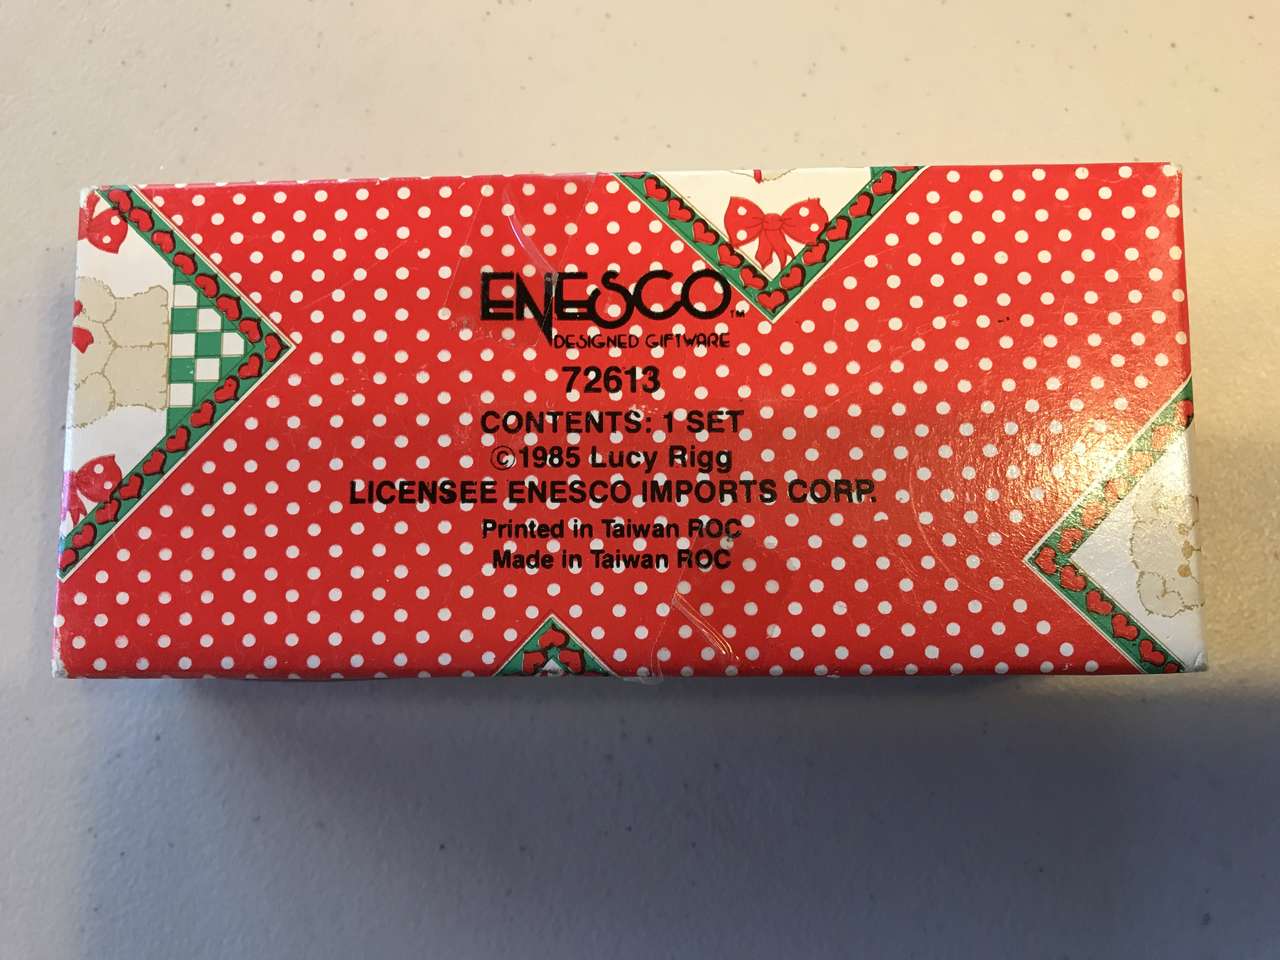 ENESCO™
DESIGNED GIFTWARE
72613
CONTENTS: 1 SET
©1985 Lucy Rigg
LICENSEE ENESCO IMPORTS CORP.
Printed in Taiwan ROC
Made in Taiwan ROC